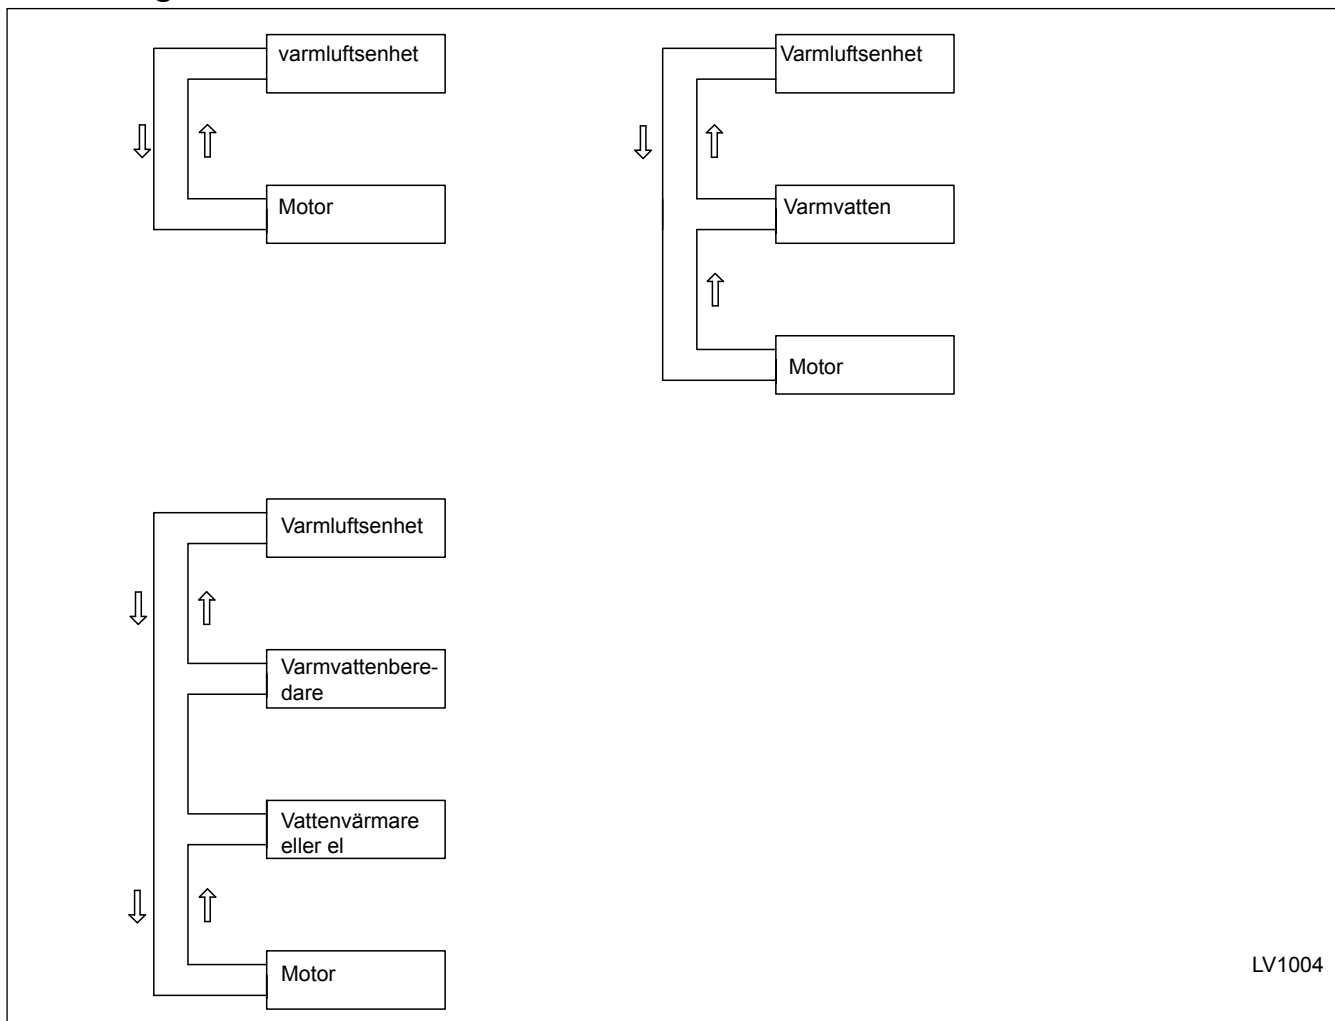 varmluftsenhet
Motor
Varmluftsenhet
Varmvatten
Motor
Varmluftsenhet
Varmvattenbere-
dare
Vattenvärmare
eller el
Motor
LV1004